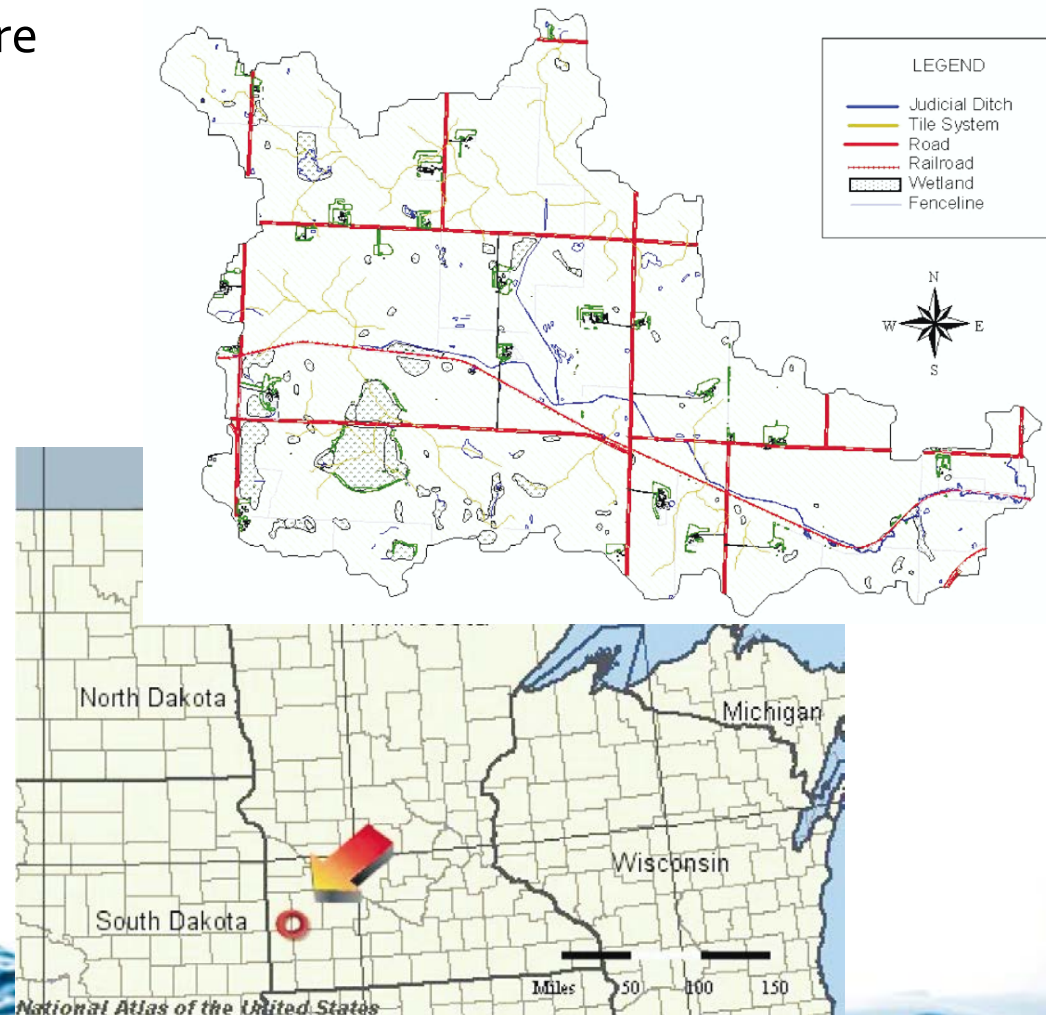 re
LEGEND
Judicial Ditch
Tile System
Road
Railroad
Wetland
Fenceline
N
W E
S
Minnesota
North Dakota
Michigan
Wisconsin
South Dakota
Miles 50 100 150
National Atlas of the United States